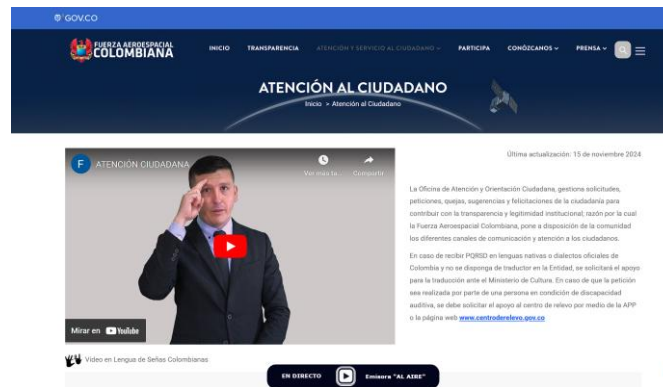 GOV.CO
FUERZA AEROESPACIAL
COLOMBIANA
INICIO TRANSPARENCIA ATENCIÓN Y SERVICIO AL CIUDADANO PARTICIPA CONÓZCANOS PRENSA
ATENCIÓN AL CIUDADANO
Inicio > Atención al Ciudadano
Última actualización: 15 de noviembre 2024
F ATENCIÓN CIUDADANA
Ver más ta... Compartir
La Oficina de Atención y Orientación Ciudadana, gestiona solicitudes,
peticiones, quejas, sugerencias y felicitaciones de la ciudadanía para
contribuir con la transparencia y legitimidad institucional; razón por la cual
la Fuerza Aeroespacial Colombiana, pone a disposición de la comunidad
los diferentes canales de comunicación y atención a los ciudadanos.
En caso de recibir PQRSD en lenguas nativas o dialectos oficiales de
Colombia y no se disponga de traductor en la Entidad, se solicitará el apoyo
para la traducción ante el Ministerio de Cultura. En caso de que la petición
sea realizada por parte de una persona en condición de discapacidad
auditiva, se debe solicitar el apoyo al centro de relevo por medio de la APP
o la página web www.centroderelevo.gov.co
Mirar en YouTube
Video en Lengua de Señas Colombianas
EN DIRECTO Emisora "AL AIRE"